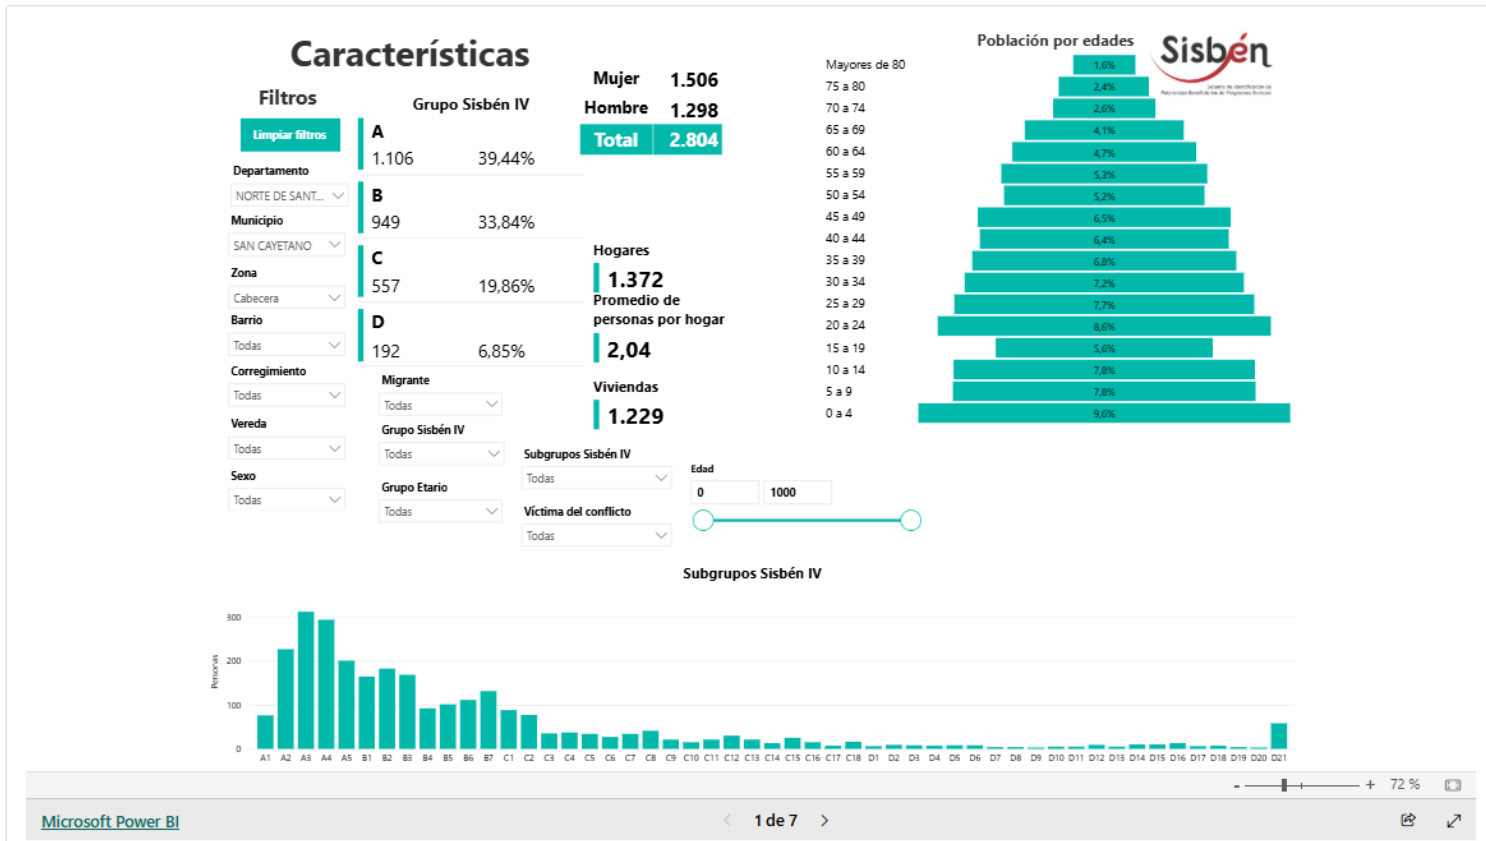 Características
Filtros
Limpiar filtros
Departamento
NORTE DE SANT...
Municipio
SAN CAYETANO
Zona
Cabecera
Barrio
Todas
Corregimiento
Todas
Vereda
Todas
Sexo
Todas
Grupo Sisbén IV
A
1.106 39,44%
B
949 33,84%
C
557 19,86%
D
192 6,85%
Migrante
Todas
Grupo Sisbén IV
Todas
Grupo Etario
Todas
Mujer 1.506
Hombre 1.298
Total 2.804
Hogares
1.372
Promedio de
personas por hogar
2,04
Viviendas
1.229
Subgrupos Sisbén IV
Todas
Víctima del conflicto
Todas
Edad
0 1000
Población por edades
Sisbén
Sistema de Identificación de
Potenciales Beneficiarios de Programas Sociales
Mayores de 80 1,6%
75 a 80 2,4%
70 a 74 2,6%
65 a 69 4,1%
60 a 64 4,7%
55 a 59 5,3%
50 a 54 5,2%
45 a 49 6,5%
40 a 44 6,4%
35 a 39 6,8%
30 a 34 7,2%
25 a 29 7,7%
20 a 24 8,6%
15 a 19 5,6%
10 a 14 7,8%
5 a 9 7,8%
0 a 4 9,6%
Subgrupos Sisbén IV
Personas
300
200
100
0
A1 A2 A3 A4 A5 B1 B2 B3 B4 B5 B6 B7 C1 C2 C3 C4 C5 C6 C7 C8 C9 C10 C11 C12 C13 C14 C15 C16 C17 C18 D1 D2 D3 D4 D5 D6 D7 D8 D9 D10 D11 D12 D13 D14 D15 D16 D17 D18 D19 D20 D21
- + 72 %
Microsoft Power BI
1 de 7